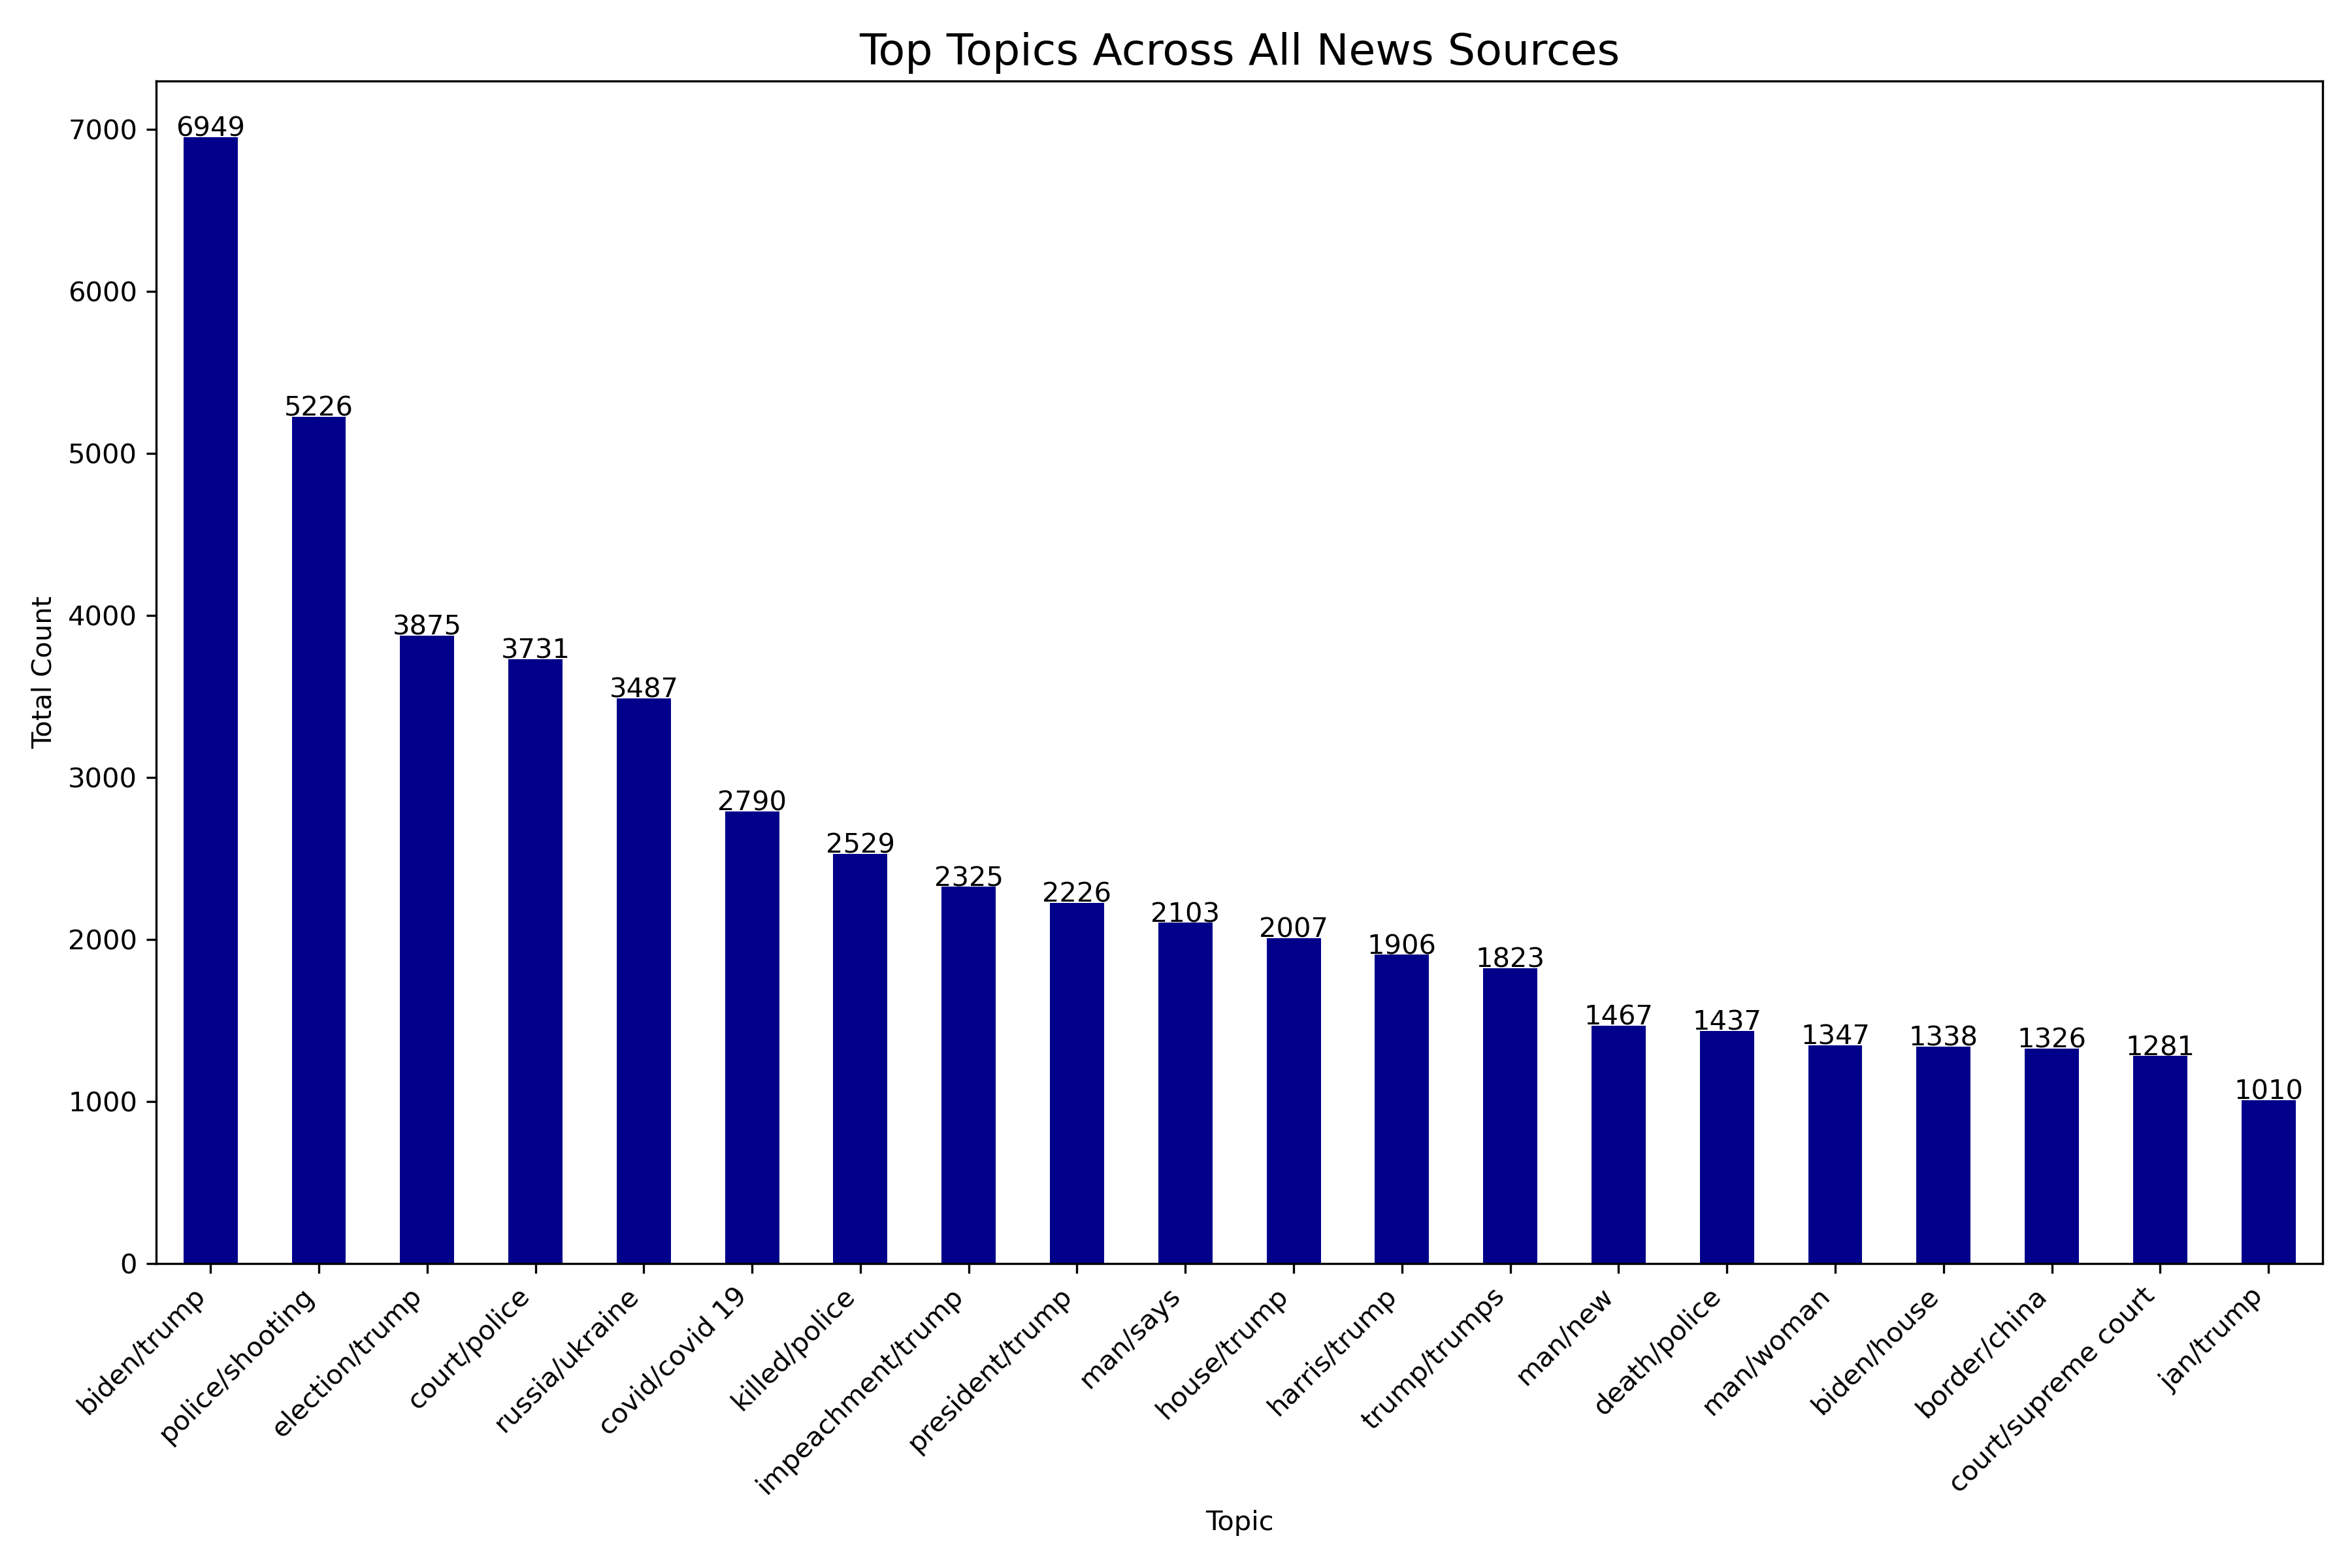 Top Topics Across All News Sources
7000
6000
5000
4000
3000
2000
1000
0
Total Count
6949
5226
3875
3731
3487
2790
2529
2325
2226
2103
2007
1906
1823
1467
1437
1347
1338
1326
1281
1010
biden/trump
police/shooting
election/trump
court/police
russia/ukraine
covid/covid 19
killed/police
impeachment/trump
president/trump
man/says
house/trump
harris/trump
trump/trumps
man/new
death/police
man/woman
biden/house
border/china
court/supreme court
jan/trump
Topic